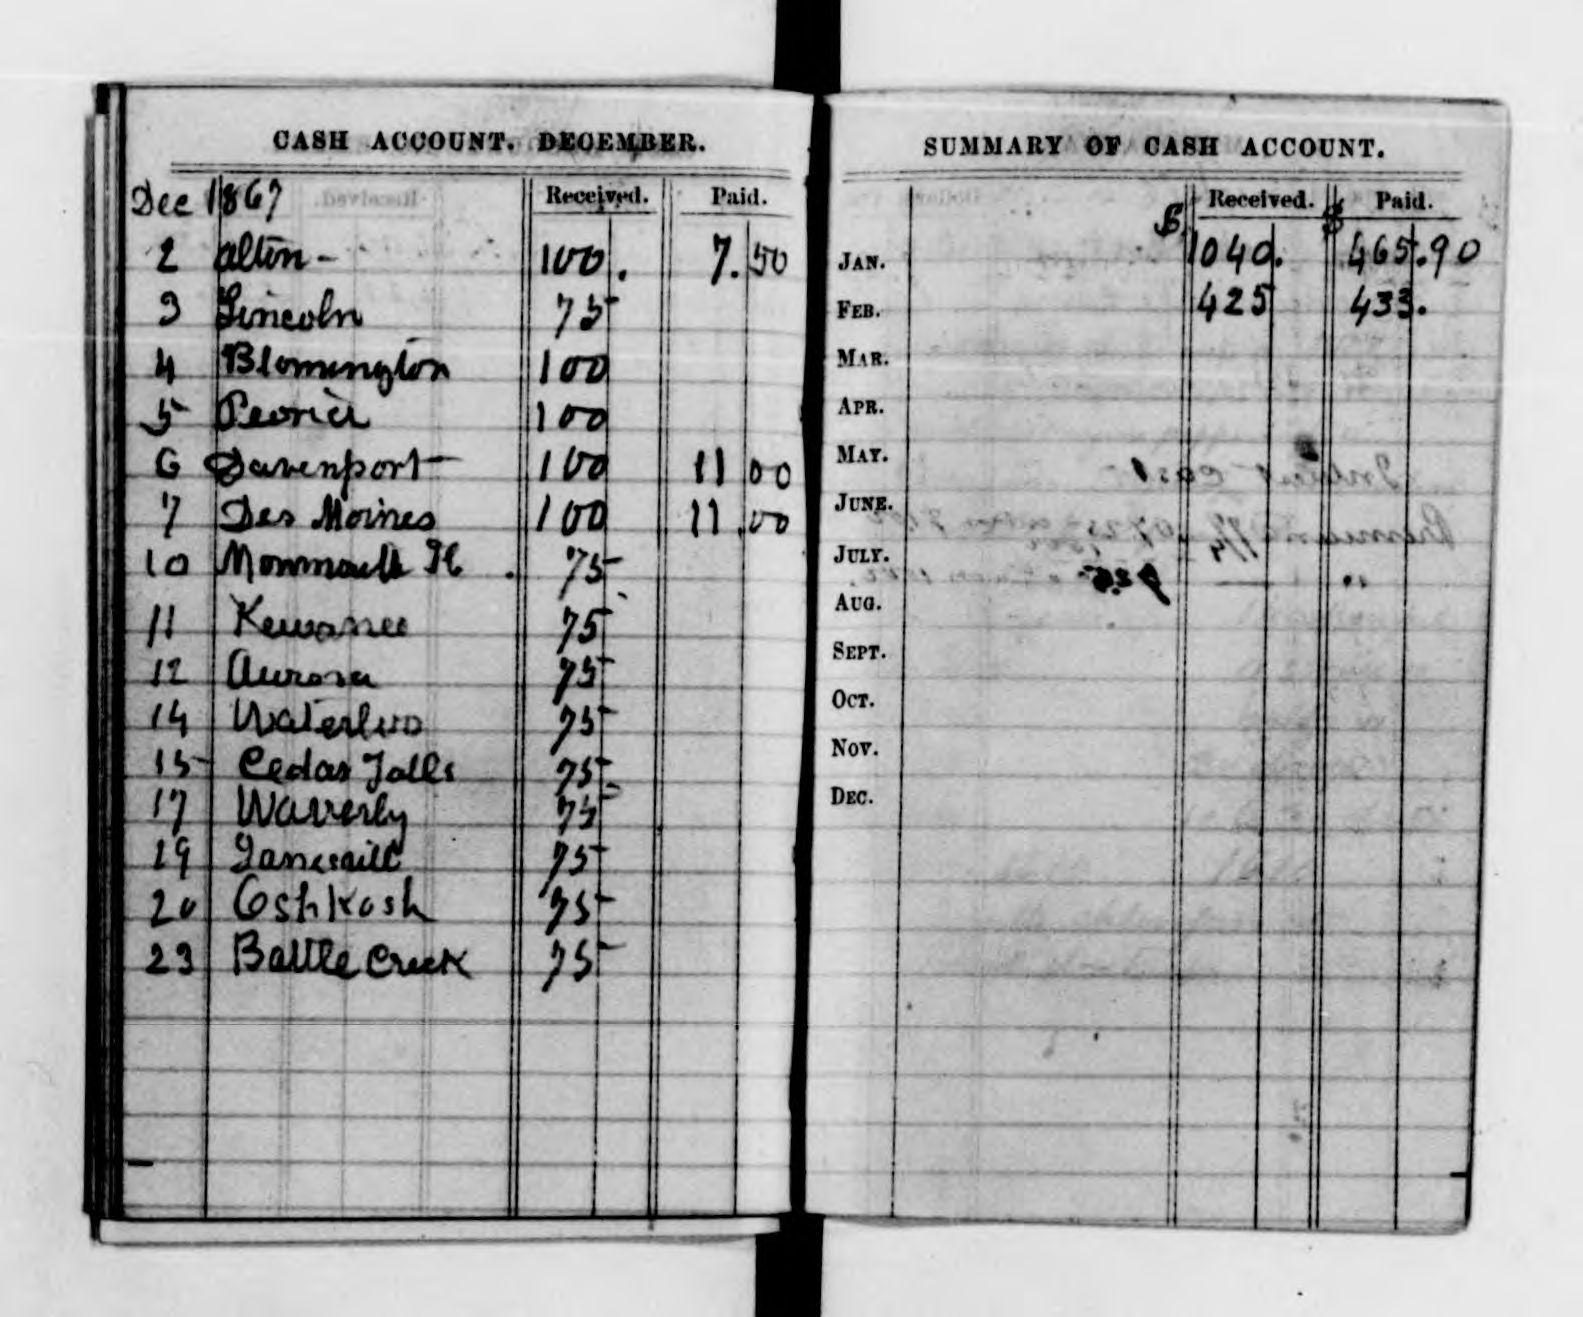 CASH ACCOUNT. DECEMBER.
Dec 1867 Received. Paid.
2 Alton - 100. 7.50
3 Lincoln 75
4 Blomington 100
5 Peoria 100
6 Davenport 100 11 00
7 Des Moines 100 11.00
10 Monmouth Il. 75
11 Kewanee 75
12 Aurora 75
14 Waterloo 75
15 Cedar Falls 75
17 Waverly 75
19 Janesvill 75
20 Oshkosh 75
23 Battle Creek 75
SUMMARY OF CASH ACCOUNT.
Received. Paid.
$ $
JAN. 1040. 465.90
FEB. 425 433.
MAR.
APR.
MAY.
JUNE.
JULY.
AUG.
SEPT.
OCT.
NOV.
DEC.